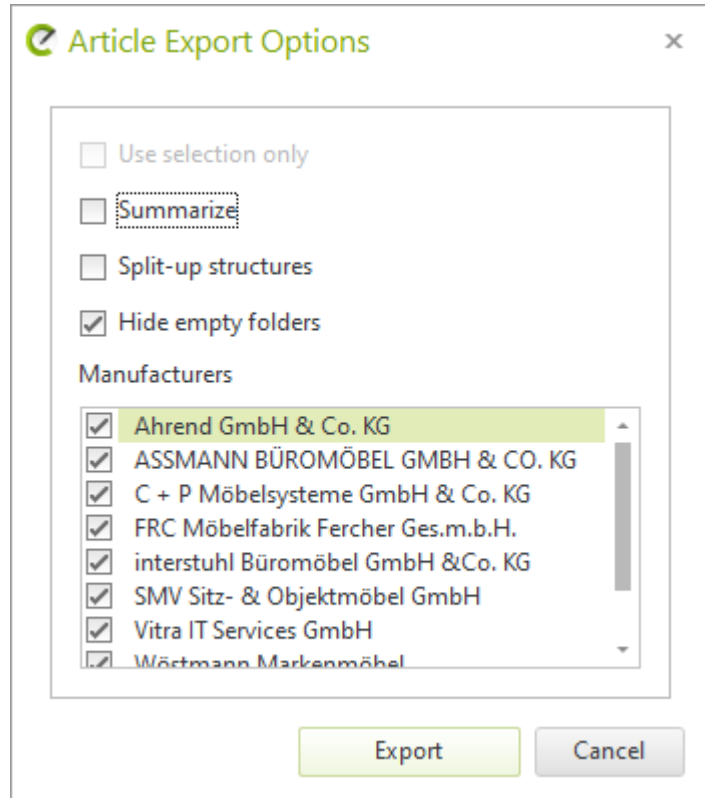 Article Export Options
Use selection only
Summarize
Split-up structures
Hide empty folders
Manufacturers
Ahrend GmbH & Co. KG
ASSMANN BÜROMÖBEL GMBH & CO. KG
C + P Möbelsysteme GmbH & Co. KG
FRC Möbelfabrik Fercher Ges.m.b.H.
interstuhl Büromöbel GmbH &Co. KG
SMV Sitz- & Objektmöbel GmbH
Vitra IT Services GmbH
Wöstmann Markenmöbel
Export
Cancel